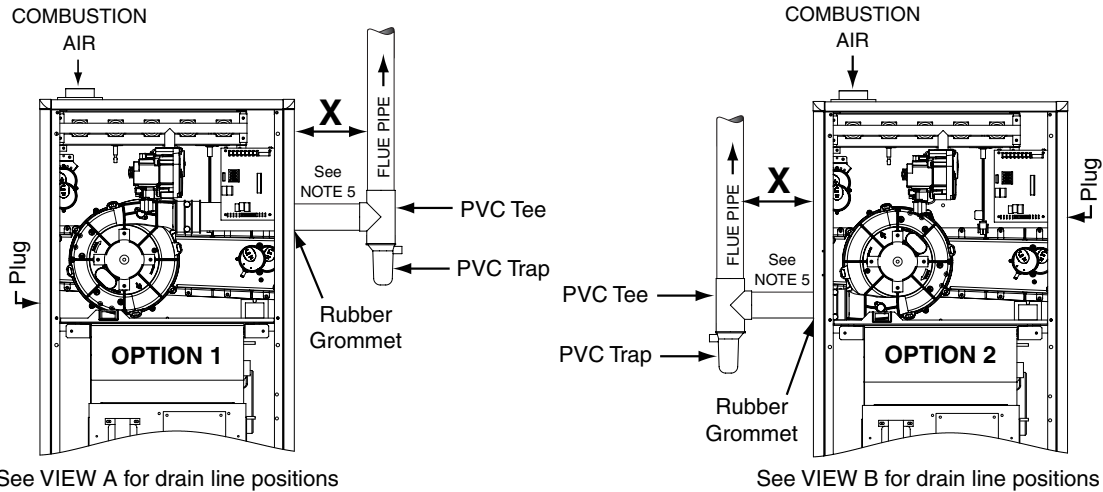 COMBUSTION
AIR
X
FLUE PIPE
See
NOTE 5
PVC Tee
PVC Trap
Plug
Rubber
Grommet
OPTION 1
See VIEW A for drain line positions
COMBUSTION
AIR
X
FLUE PIPE
See
NOTE 5
PVC Tee
PVC Trap
Plug
Rubber
Grommet
OPTION 2
See VIEW B for drain line positions